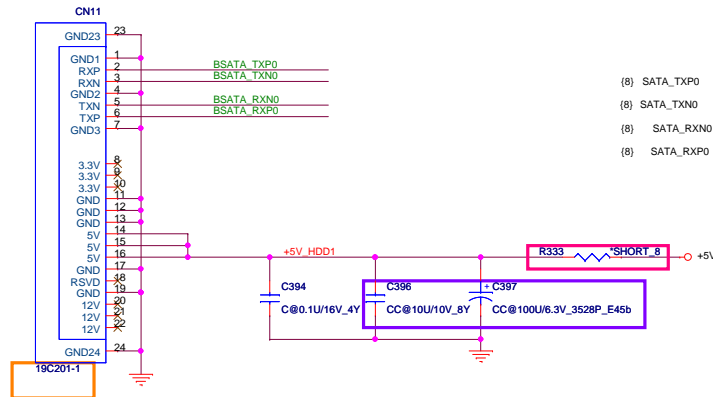 CN11
GND23 23
GND1 1
RXP 2 BSATA_TXP0
RXN 3 BSATA_TXN0
GND2 4
TXN 5 BSATA_RXN0
TXP 6 BSATA_RXP0
GND3 7
{8} SATA_TXP0
{8} SATA_TXN0
{8} SATA_RXN0
{8} SATA_RXP0
3.3V 8
3.3V 9
3.3V 10
GND 11
GND 12
GND 13
5V 14
5V 15
5V 16
+5V_HDD1
R333 *SHORT_8
+5V
GND 17
RSVD 18
GND 19
12V 20
12V 21
12V 22
GND24 24
C394
C@0.1U/16V_4Y
C396
CC@10U/10V_8Y
+ C397
CC@100U/6.3V_3528P_E45b
19C201-1